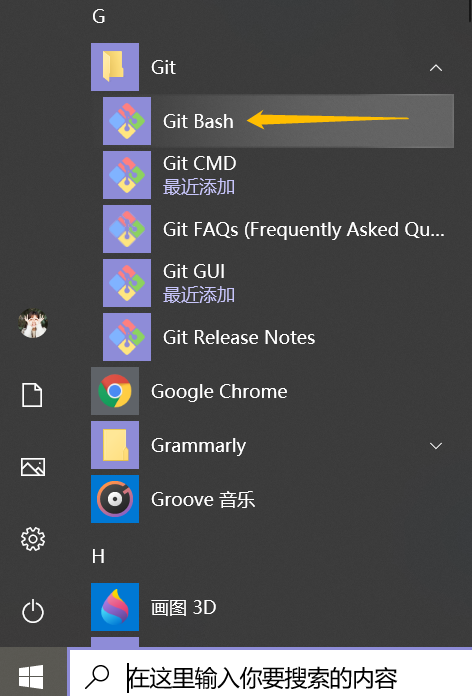 G
Git
Git Bash
Git CMD
最近添加
Git FAQs (Frequently Asked Qu...
Git GUI
最近添加
Git Release Notes
Google Chrome
Grammarly
Groove 音乐
H
画图 3D
在这里输入你要搜索的内容